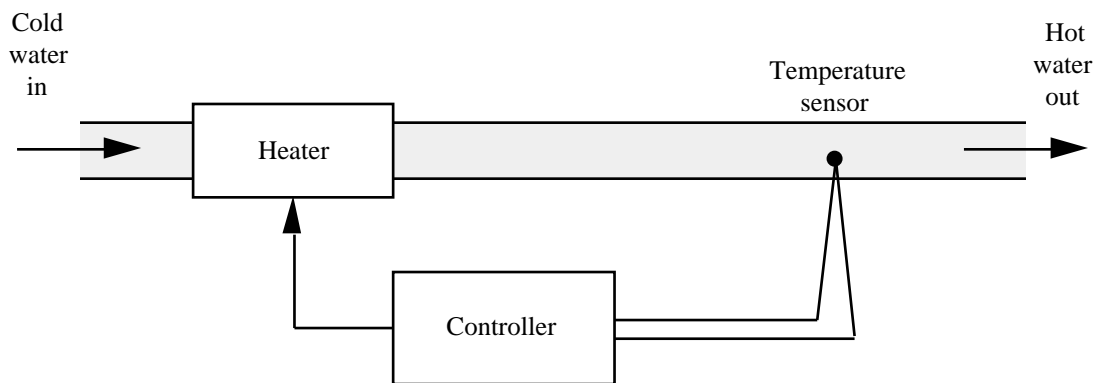 Cold
water
in
Heater
Temperature
sensor
Hot
water
out
Controller